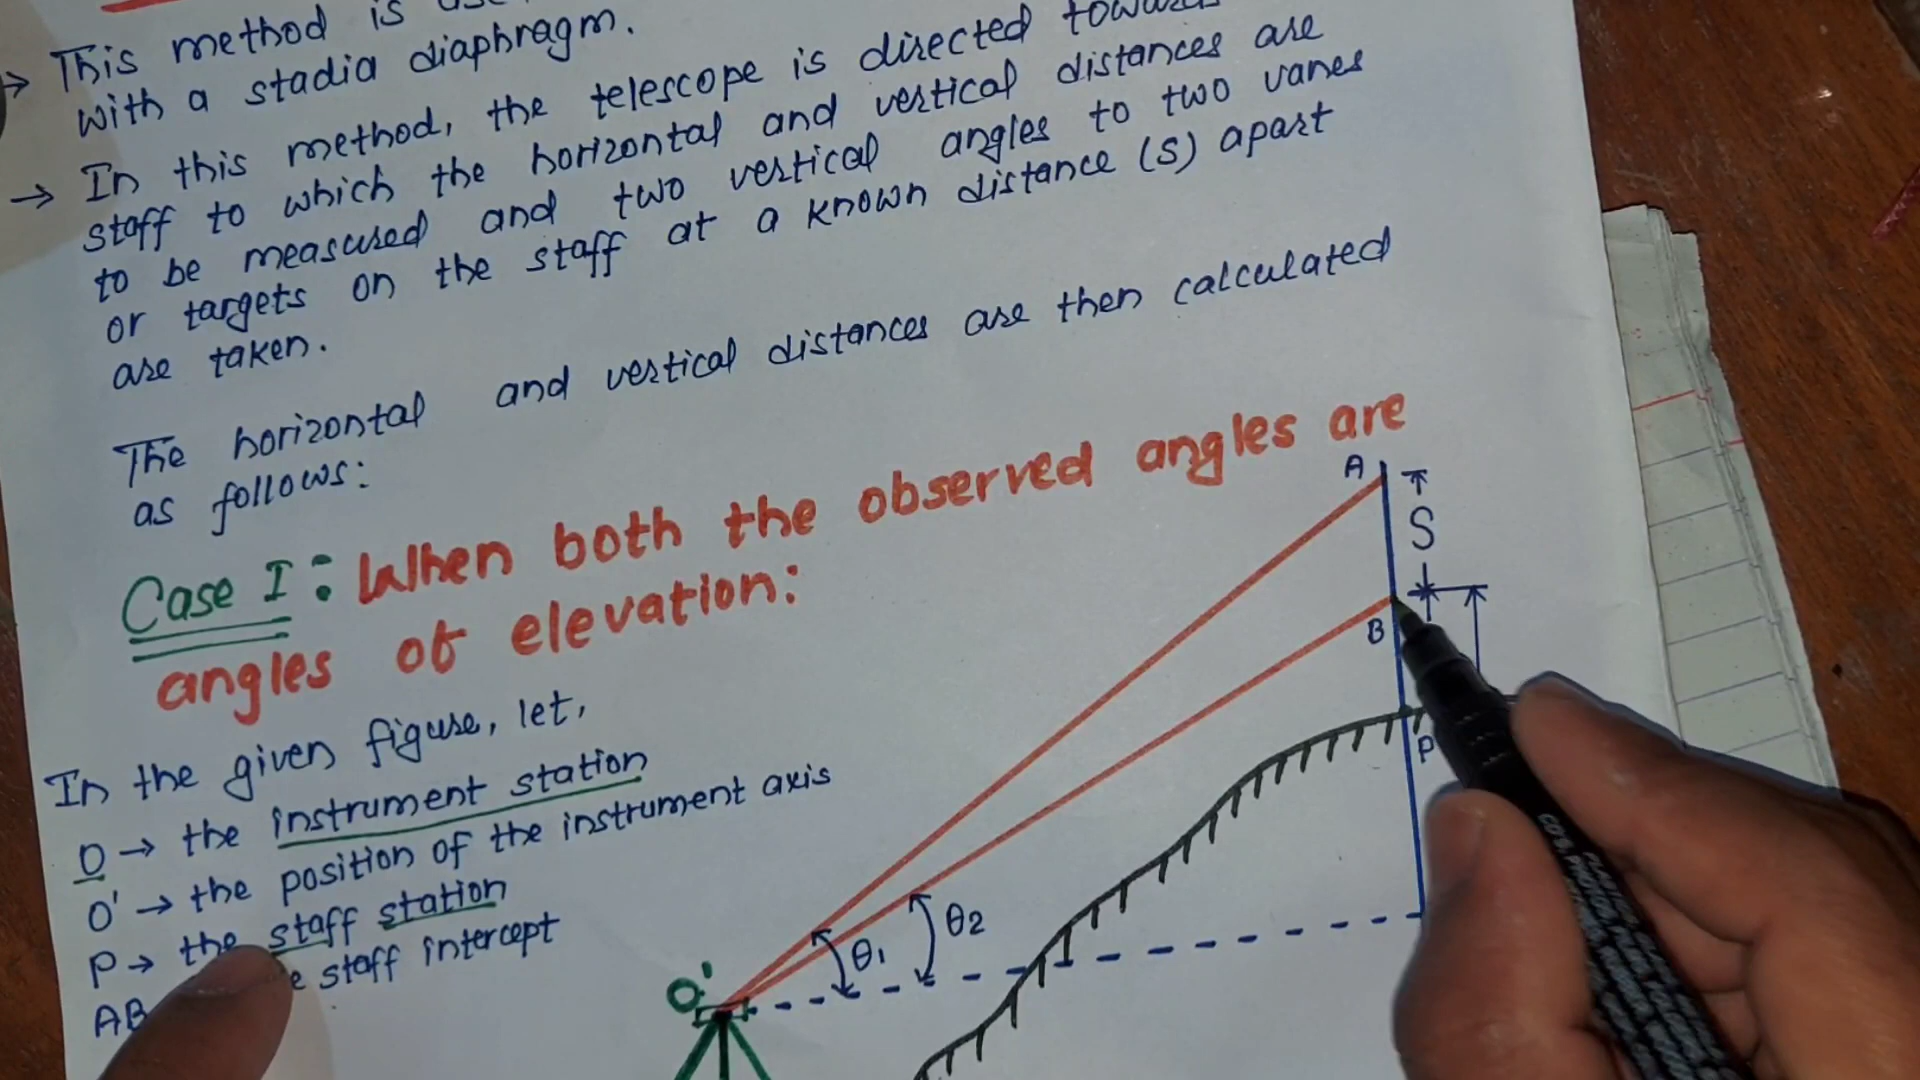 → This method is
with a stadia diaphragm.
→ In this method, the telescope is directed towards
staff to which the horizontal and vertical distances are
to be measured and two vertical angles to two vanes
or targets on the staff at a known distance (S) apart
are taken.
The horizontal and vertical distances are then calculated
as follows:
Case I: When both the observed angles are
angles of elevation:
In the given figure, let,
O → the instrument station
O' → the position of the instrument axis
P → the staff station
AB staff intercept
A
S
B
P
θ1
θ2
O'